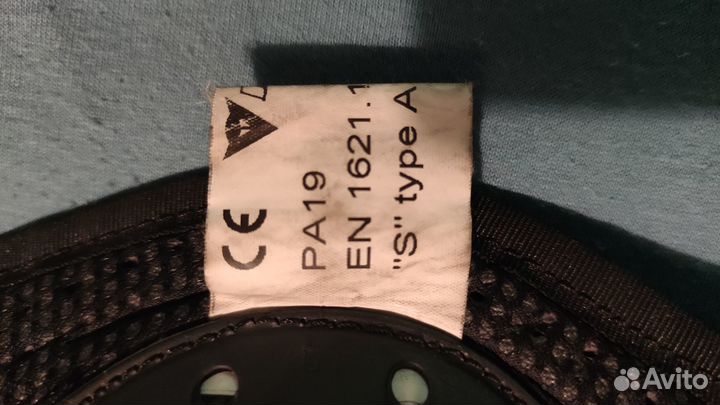 CE
PA19
EN 1621.1
"S" type A
Avito